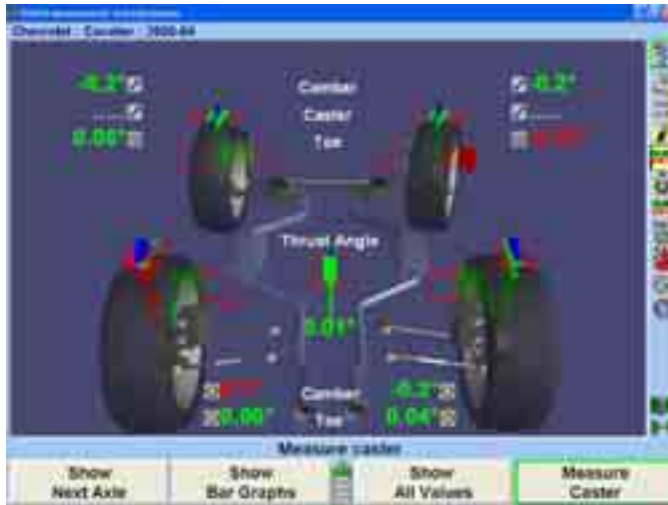 Chevrolet : Cavalier : 2000-04
-0.2° Camber -0.2°
..... Caster .....
0.06° Toe
Thrust Angle
0.01°
Camber -0.2°
0.00° Toe 0.04°
Measure caster
Show Next Axle
Show Bar Graphs
Show All Values
Measure Caster